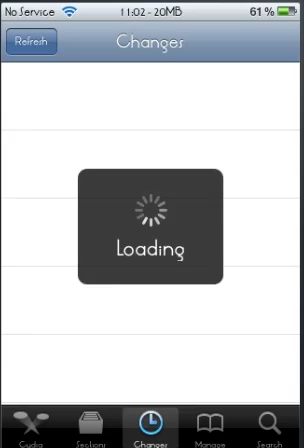 No Service 11:02 - 20MB 61 %
Refresh Changes
Loading
Cydia Sections Changes Manage Search